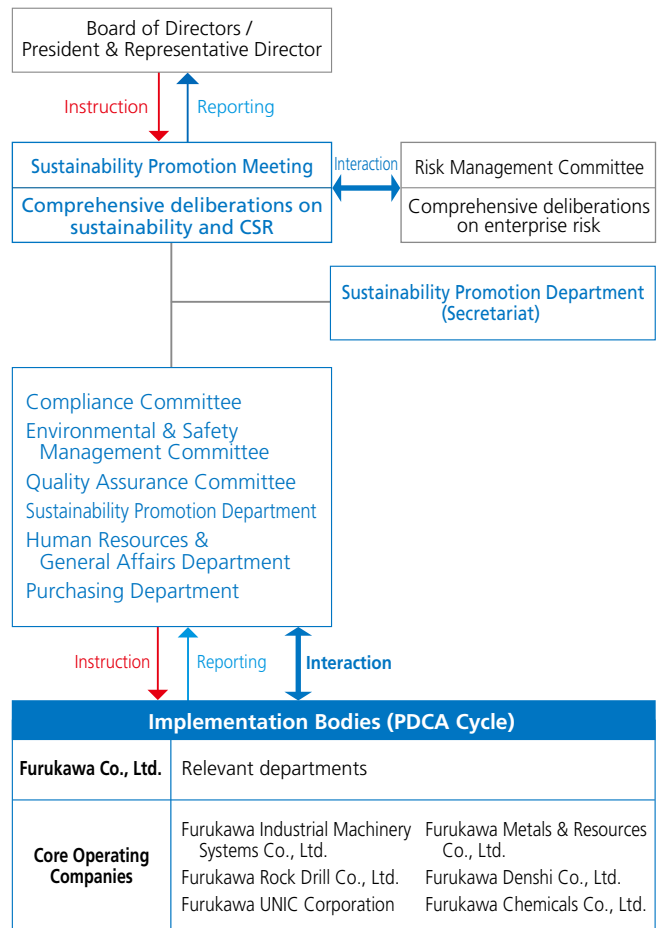 Board of Directors /
President & Representative Director
Instruction
Reporting
Sustainability Promotion Meeting
Comprehensive deliberations on
sustainability and CSR
Interaction
Risk Management Committee
Comprehensive deliberations
on enterprise risk
Sustainability Promotion Department
(Secretariat)
Compliance Committee
Environmental & Safety
Management Committee
Quality Assurance Committee
Sustainability Promotion Department
Human Resources &
General Affairs Department
Purchasing Department
Instruction
Reporting
Interaction
Implementation Bodies (PDCA Cycle)
Furukawa Co., Ltd.
Relevant departments
Core Operating
Companies
Furukawa Industrial Machinery
Systems Co., Ltd.
Furukawa Rock Drill Co., Ltd.
Furukawa UNIC Corporation
Furukawa Metals & Resources
Co., Ltd.
Furukawa Denshi Co., Ltd.
Furukawa Chemicals Co., Ltd.